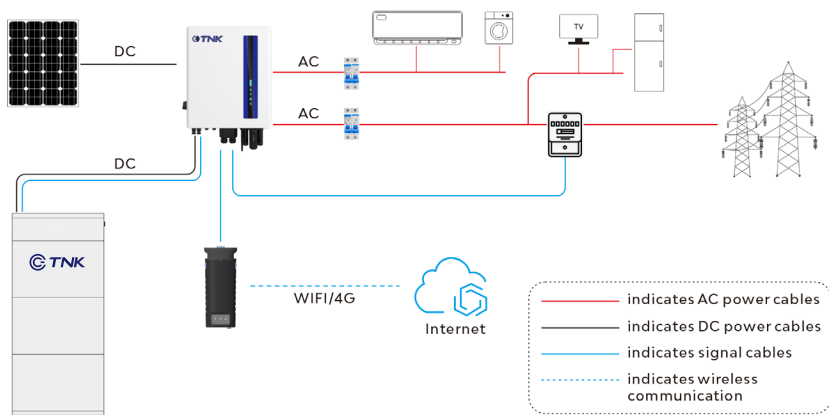 DC
TNK
AC
TV
AC
DC
TNK
WIFI/4G
Internet
indicates AC power cables
indicates DC power cables
indicates signal cables
indicates wireless
communication